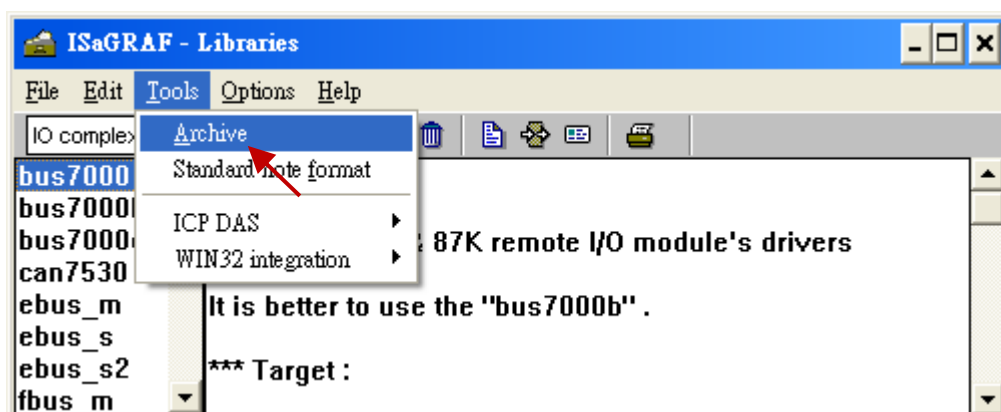 ISaGRAF - Libraries
File Edit Tools Options Help
IO complex
Archive
Standard note format
ICP DAS
WIN32 integration
bus7000
bus7000
bus7000
can7530
ebus_m
ebus_s
ebus_s2
fbus_m
87K remote I/O module's drivers
It is better to use the "bus7000b" .
*** Target :